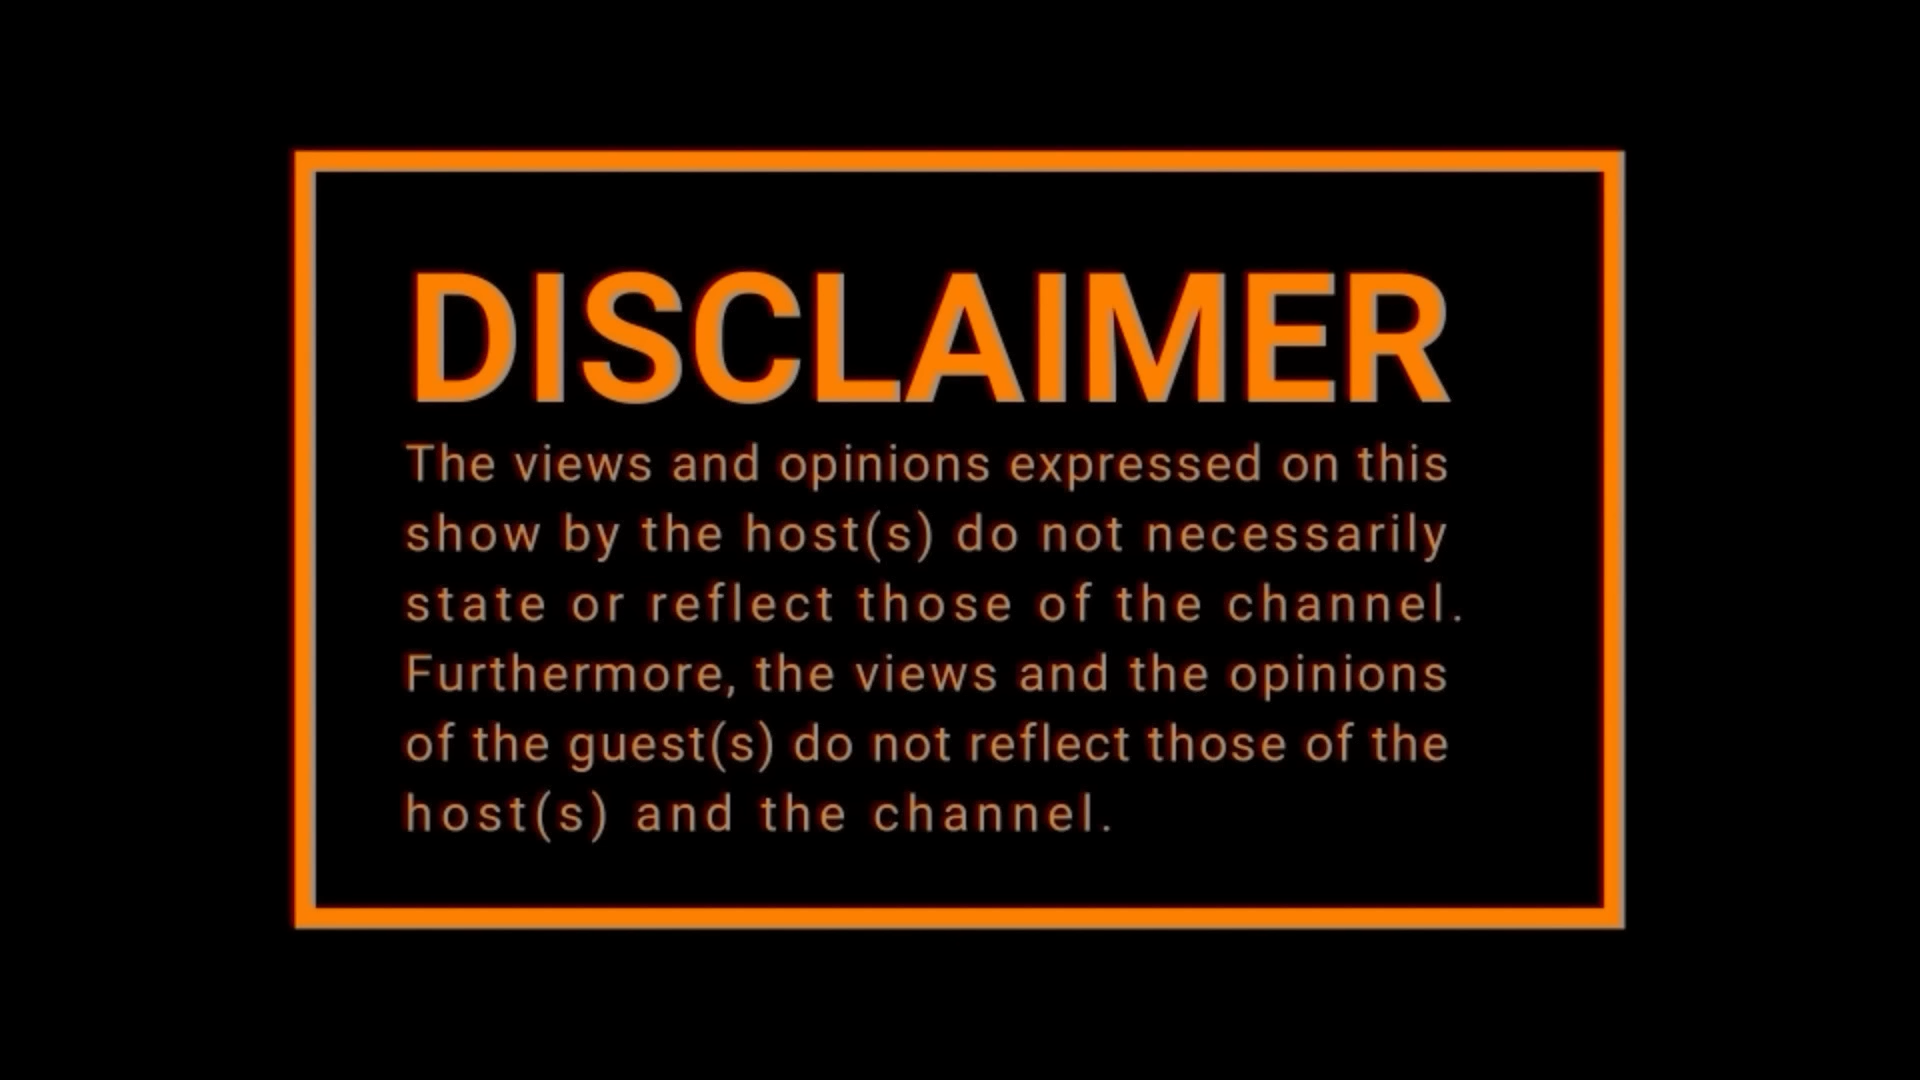 DISCLAIMER
The views and opinions expressed on this
show by the host(s) do not necessarily
state or reflect those of the channel.
Furthermore, the views and the opinions
of the guest(s) do not reflect those of the
host(s) and the channel.